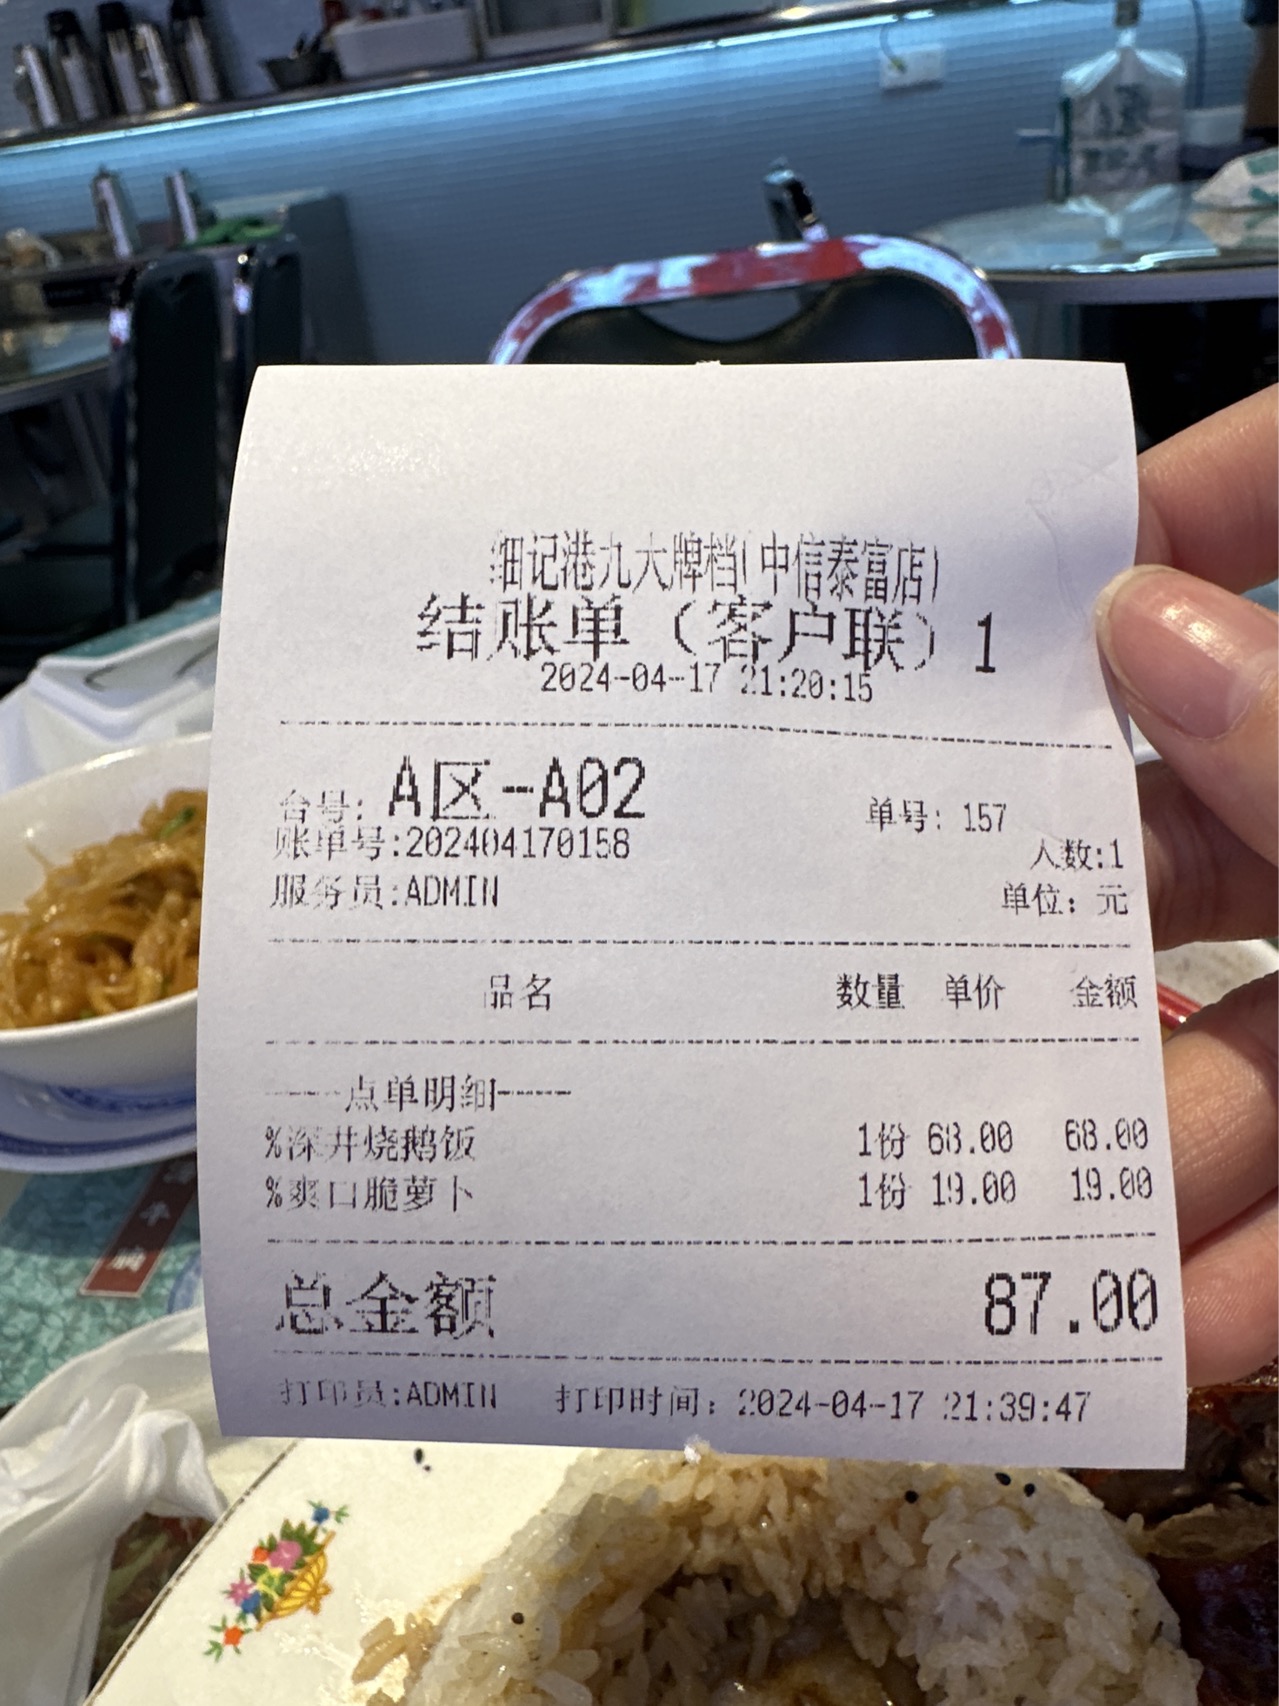 细记港九大牌档(中信泰富店)
结账单（客户联）1
2024-04-17 21:20:15
台号: A区-A02 单号: 157
账单号:202404170158 人数:1
服务员:ADMIN 单位: 元
品名 数量 单价 金额
-----点单明细-----
%深井烧鹅饭 1份 68.00 68.00
%爽口脆萝卜 1份 19.00 19.00
总金额 87.00
打印员:ADMIN 打印时间: 2024-04-17 21:39:47
牛
腩